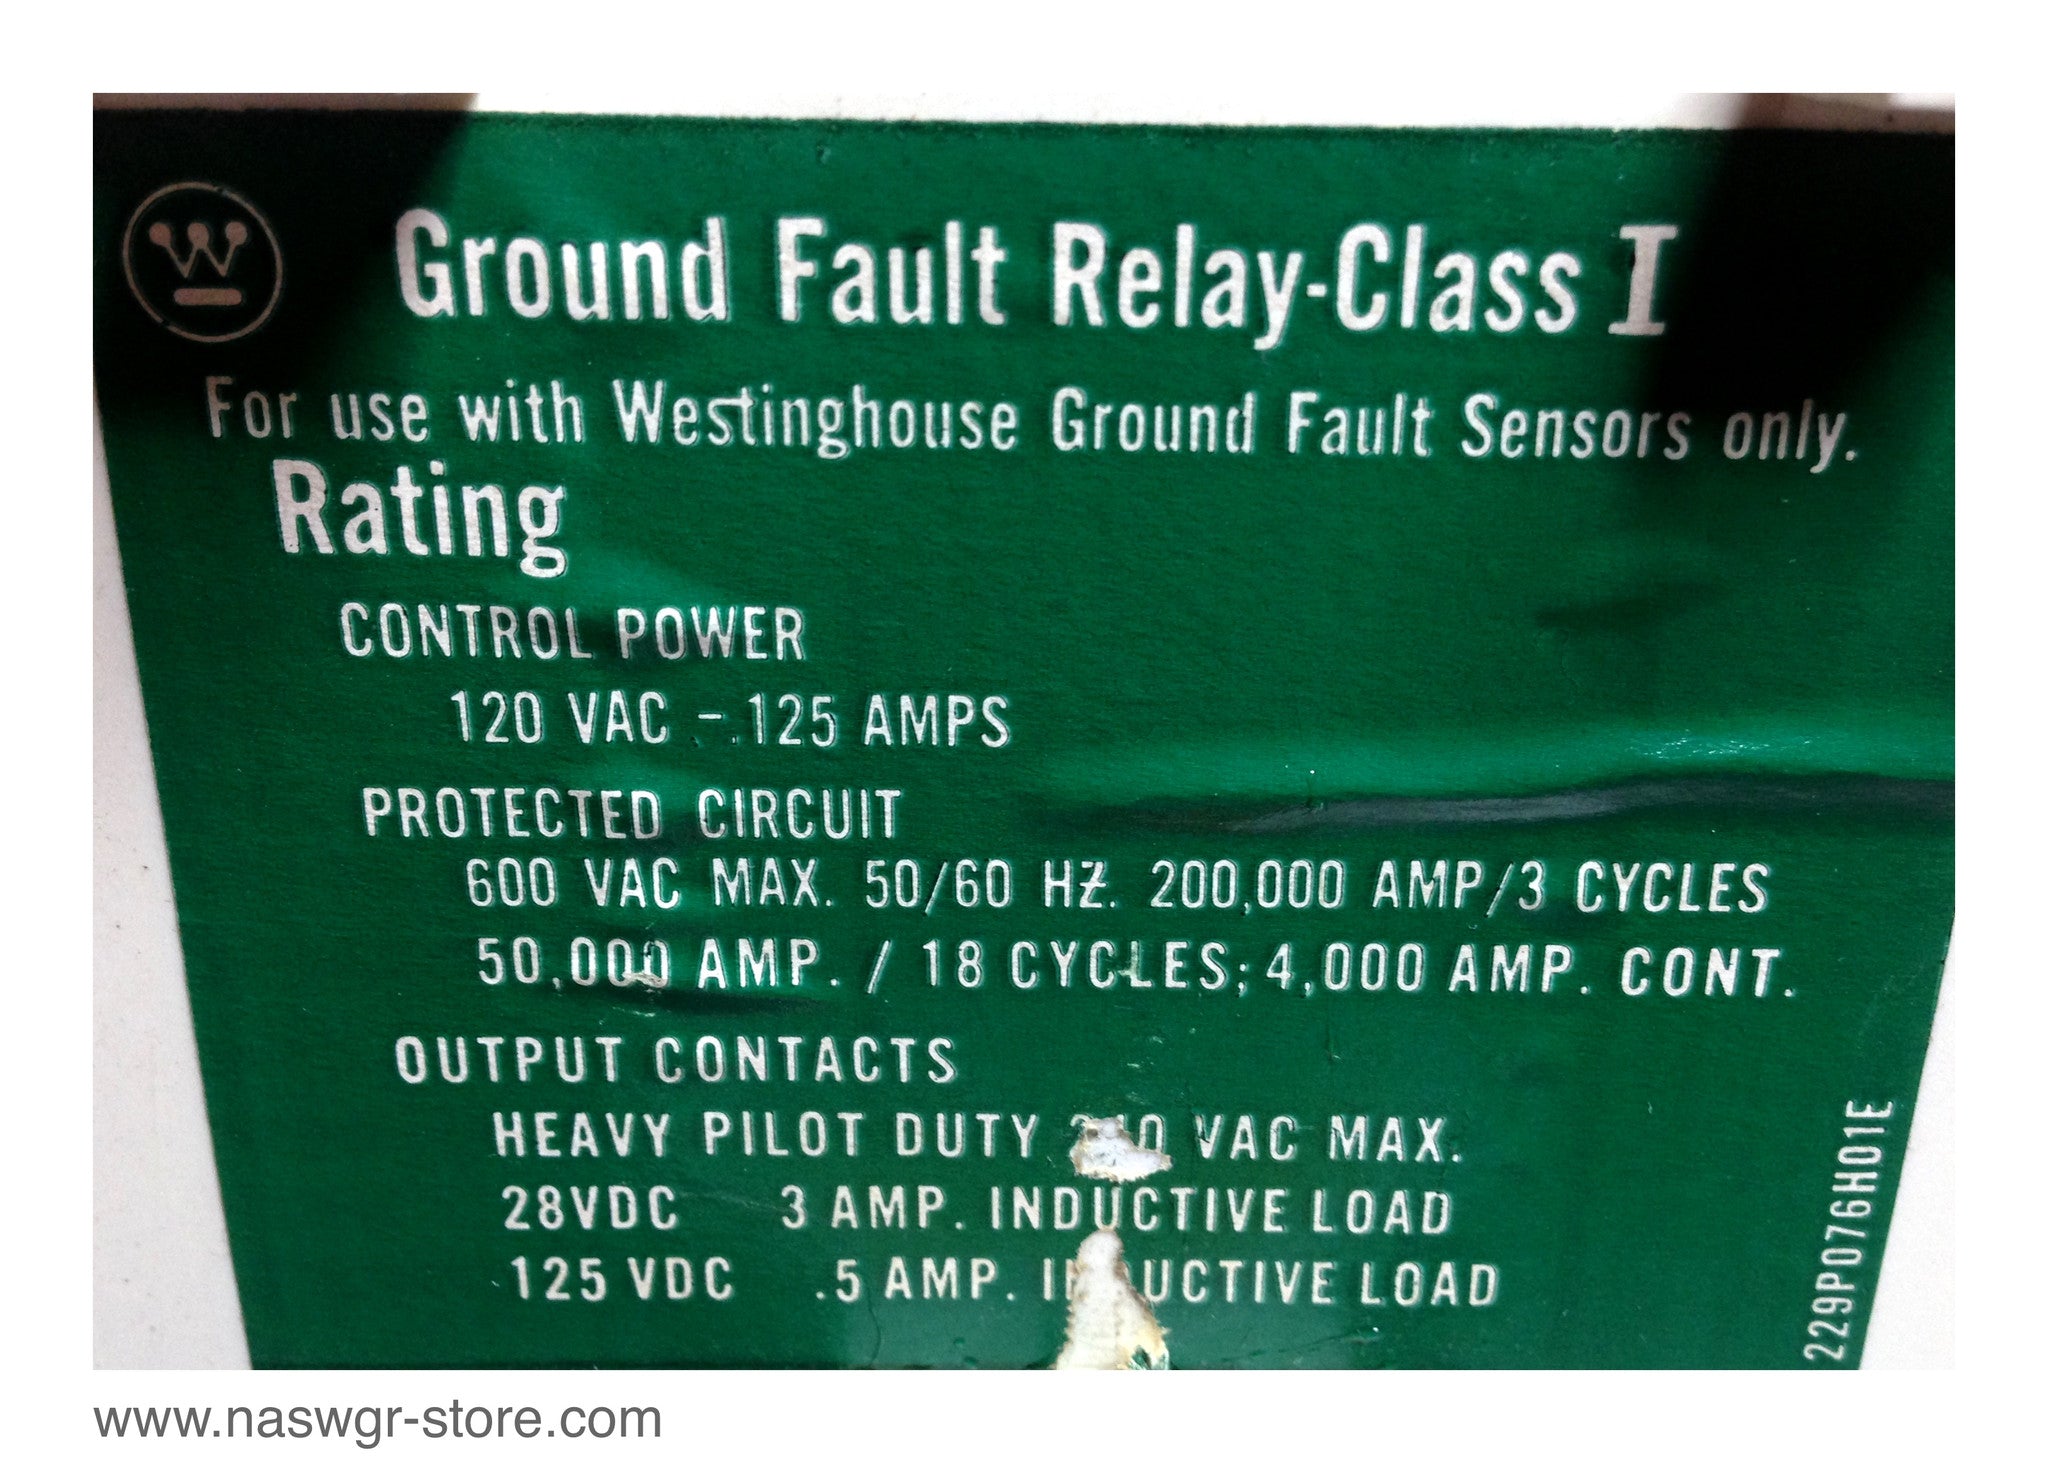 W
Ground Fault Relay-Class I
For use with Westinghouse Ground Fault Sensors only.
Rating
CONTROL POWER
120 VAC - .125 AMPS
PROTECTED CIRCUIT
600 VAC MAX. 50/60 HZ. 200,000 AMP/3 CYCLES
50,000 AMP. / 18 CYCLES; 4,000 AMP. CONT.
OUTPUT CONTACTS
HEAVY PILOT DUTY VAC MAX.
28VDC 3 AMP. INDUCTIVE LOAD
125 VDC .5 AMP. INDUCTIVE LOAD
229P076H01E
www.naswgr-store.com